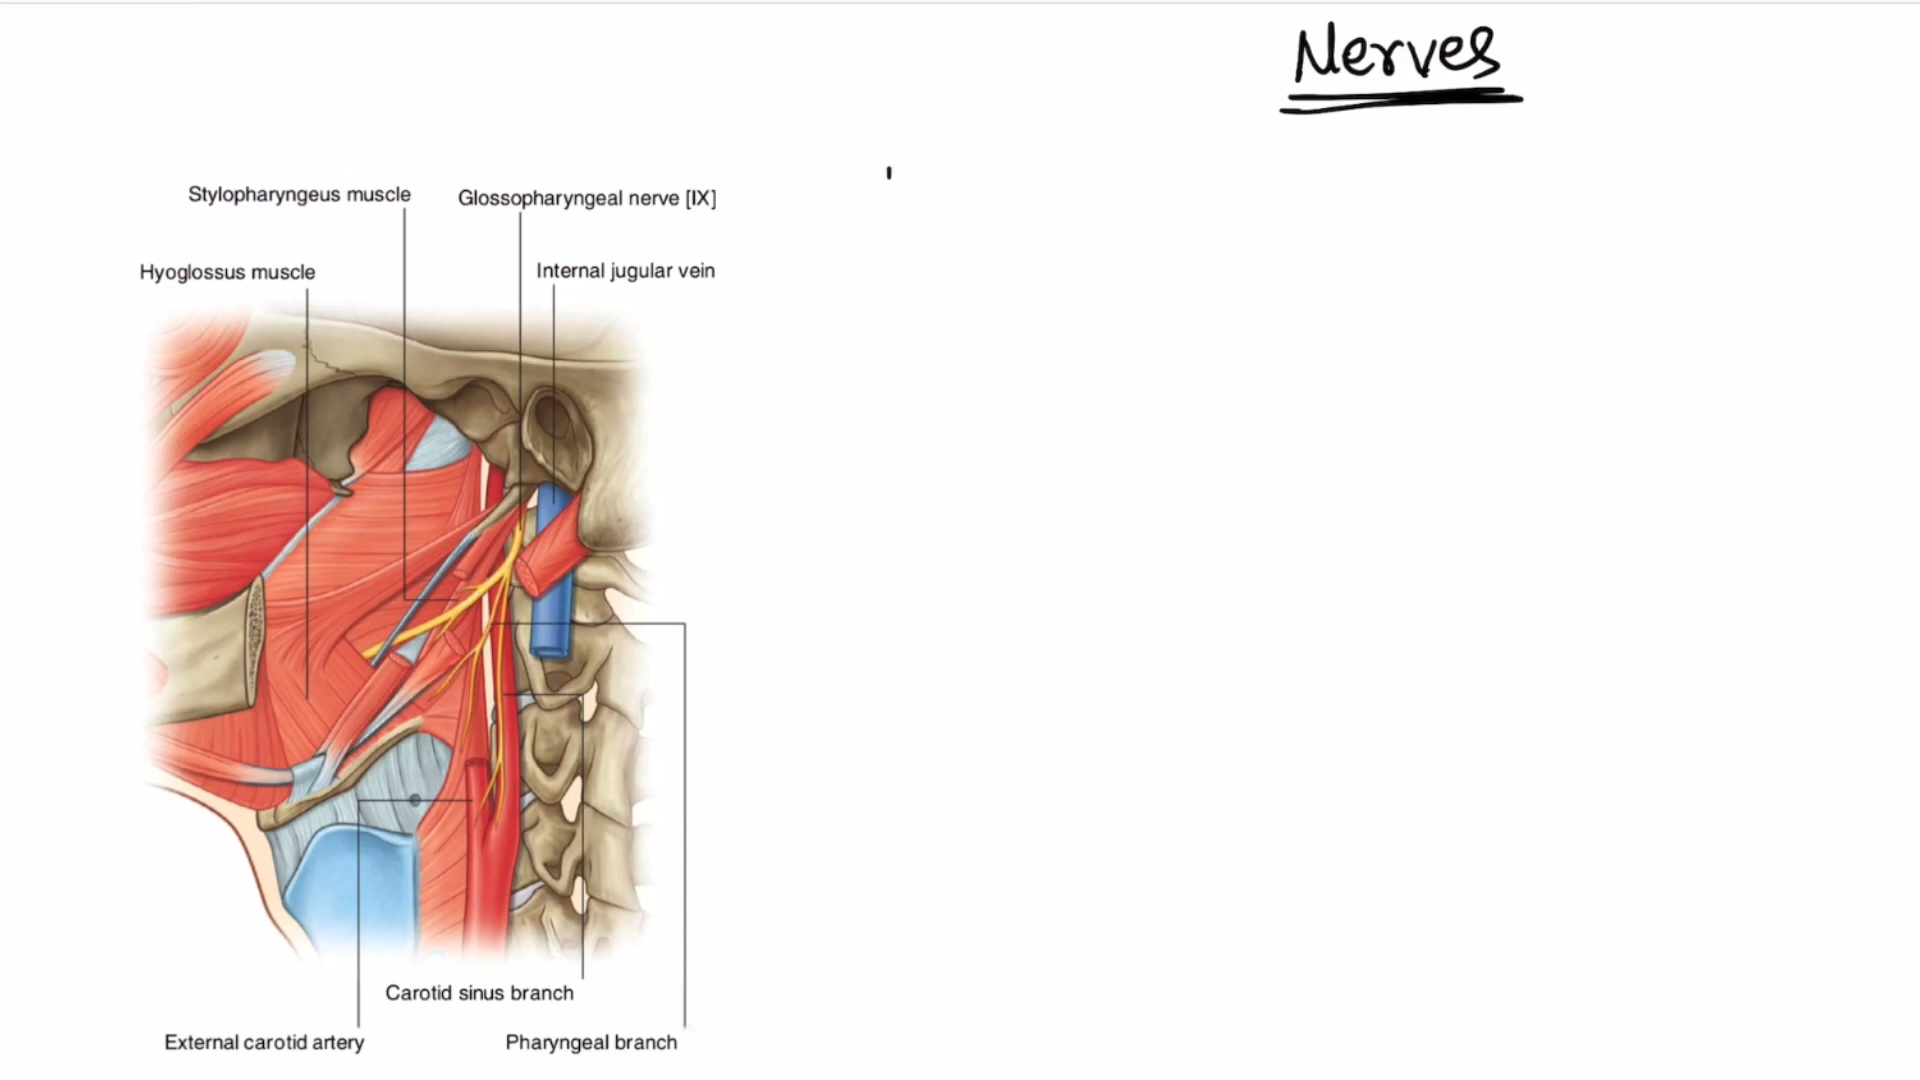 Nerves
Stylopharyngeus muscle
Glossopharyngeal nerve [IX]
Hyoglossus muscle
Internal jugular vein
Carotid sinus branch
External carotid artery
Pharyngeal branch